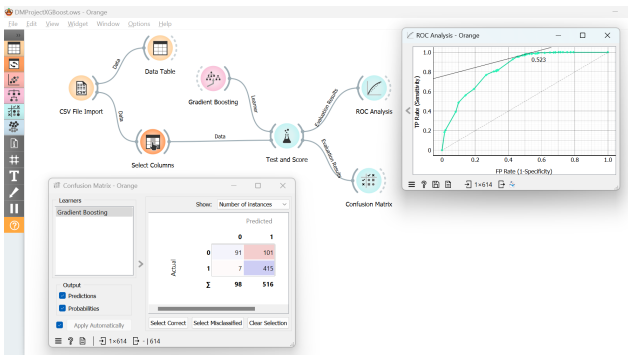 DMProjectXGBoost.ows - Orange
File Edit View Widget Window Options Help
Data
Data Table
CSV File Import
Data
Select Columns
Gradient Boosting
Learner
Data
Test and Score
Evaluation Results
ROC Analysis
Evaluation Results
Confusion Matrix
ROC Analysis - Orange
TP Rate (Sensitivity)
1.0
0.8
0.6
0.4
0.2
0
0.523
0 0.2 0.4 0.6 0.8 1.0
FP Rate (1-Specificity)
1×614
Confusion Matrix - Orange
Learners
Gradient Boosting
Output
Predictions
Probabilities
Apply Automatically
Show: Number of instances
Predicted
0 1
Actual
0 91 101
1 7 415
Σ 98 516
Select Correct Select Misclassified Clear Selection
1×614 - | 614